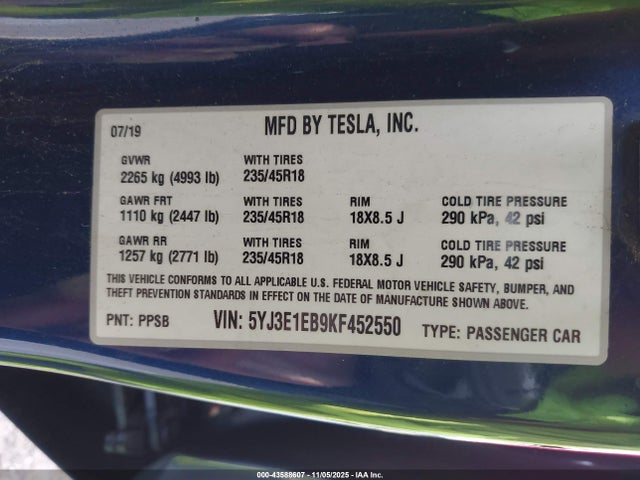 07/19 MFD BY TESLA, INC.
GVWR WITH TIRES
2265 kg (4993 lb) 235/45R18
GAWR FRT WITH TIRES RIM COLD TIRE PRESSURE
1110 kg (2447 lb) 235/45R18 18X8.5 J 290 kPa, 42 psi
GAWR RR WITH TIRES RIM COLD TIRE PRESSURE
1257 kg (2771 lb) 235/45R18 18X8.5 J 290 kPa, 42 psi
THIS VEHICLE CONFORMS TO ALL APPLICABLE U.S. FEDERAL MOTOR VEHICLE SAFETY, BUMPER, AND
THEFT PREVENTION STANDARDS IN EFFECT ON THE DATE OF MANUFACTURE SHOWN ABOVE.
PNT: PPSB VIN: 5YJ3E1EB9KF452550 TYPE: PASSENGER CAR
000-43588607 - 11/05/2025 - IAA Inc.